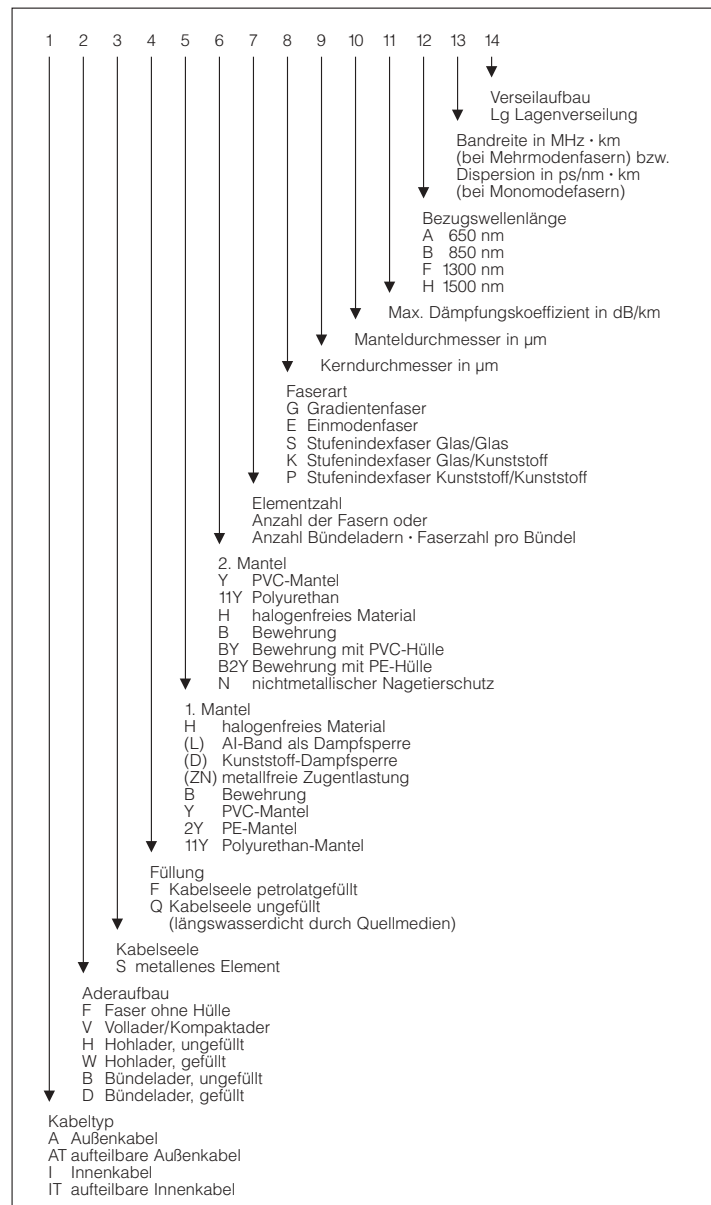 1 2 3 4 5 6 7 8 9 10 11 12 13 14
Verseilaufbau
Lg Lagenverseilung
Bandreite in MHz · km
(bei Mehrmodenfasern) bzw.
Dispersion in ps/nm · km
(bei Monomodefasern)
Bezugswellenlänge
A 650 nm
B 850 nm
F 1300 nm
H 1500 nm
Max. Dämpfungskoeffizient in dB/km
Manteldurchmesser in µm
Kerndurchmesser in µm
Faserart
G Gradientenfaser
E Einmodenfaser
S Stufenindexfaser Glas/Glas
K Stufenindexfaser Glas/Kunststoff
P Stufenindexfaser Kunststoff/Kunststoff
Elementzahl
Anzahl der Fasern oder
Anzahl Bündeladern · Faserzahl pro Bündel
2. Mantel
Y PVC-Mantel
11Y Polyurethan
H halogenfreies Material
B Bewehrung
BY Bewehrung mit PVC-Hülle
B2Y Bewehrung mit PE-Hülle
N nichtmetallischer Nagetierschutz
1. Mantel
H halogenfreies Material
(L) Al-Band als Dampfsperre
(D) Kunststoff-Dampfsperre
(ZN) metallfreie Zugentlastung
B Bewehrung
Y PVC-Mantel
2Y PE-Mantel
11Y Polyurethan-Mantel
Füllung
F Kabelseele petrolatgefüllt
Q Kabelseele ungefüllt
(längswasserdicht durch Quellmedien)
Kabelseele
S metallenes Element
Aderaufbau
F Faser ohne Hülle
V Vollader/Kompaktader
H Hohlader, ungefüllt
W Hohlader, gefüllt
B Bündelader, ungefüllt
D Bündelader, gefüllt
Kabeltyp
A Außenkabel
AT aufteilbare Außenkabel
I Innenkabel
IT aufteilbare Innenkabel